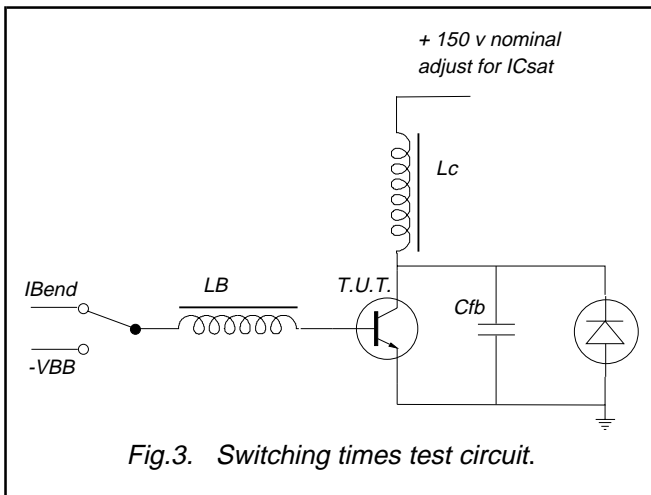 + 150 v nominal
adjust for ICsat
Lc
IBend
LB
T.U.T.
Cfb
-VBB
Fig.3. Switching times test circuit.